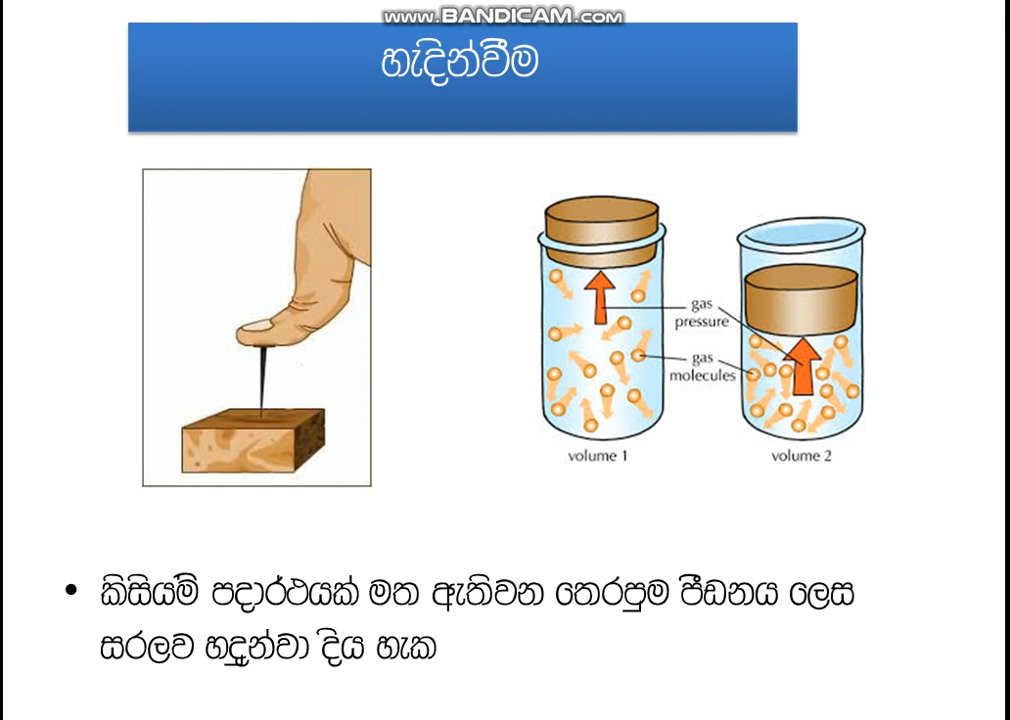 www.BANDICAM.com
හැදින්වීම
gas
pressure
gas
molecules
volume 1
volume 2
• කිසියම් පදාර්ථයක් මත ඇතිවන තෙරපුම පීඩනය ලෙස
සරලව හදුන්වා දිය හැක